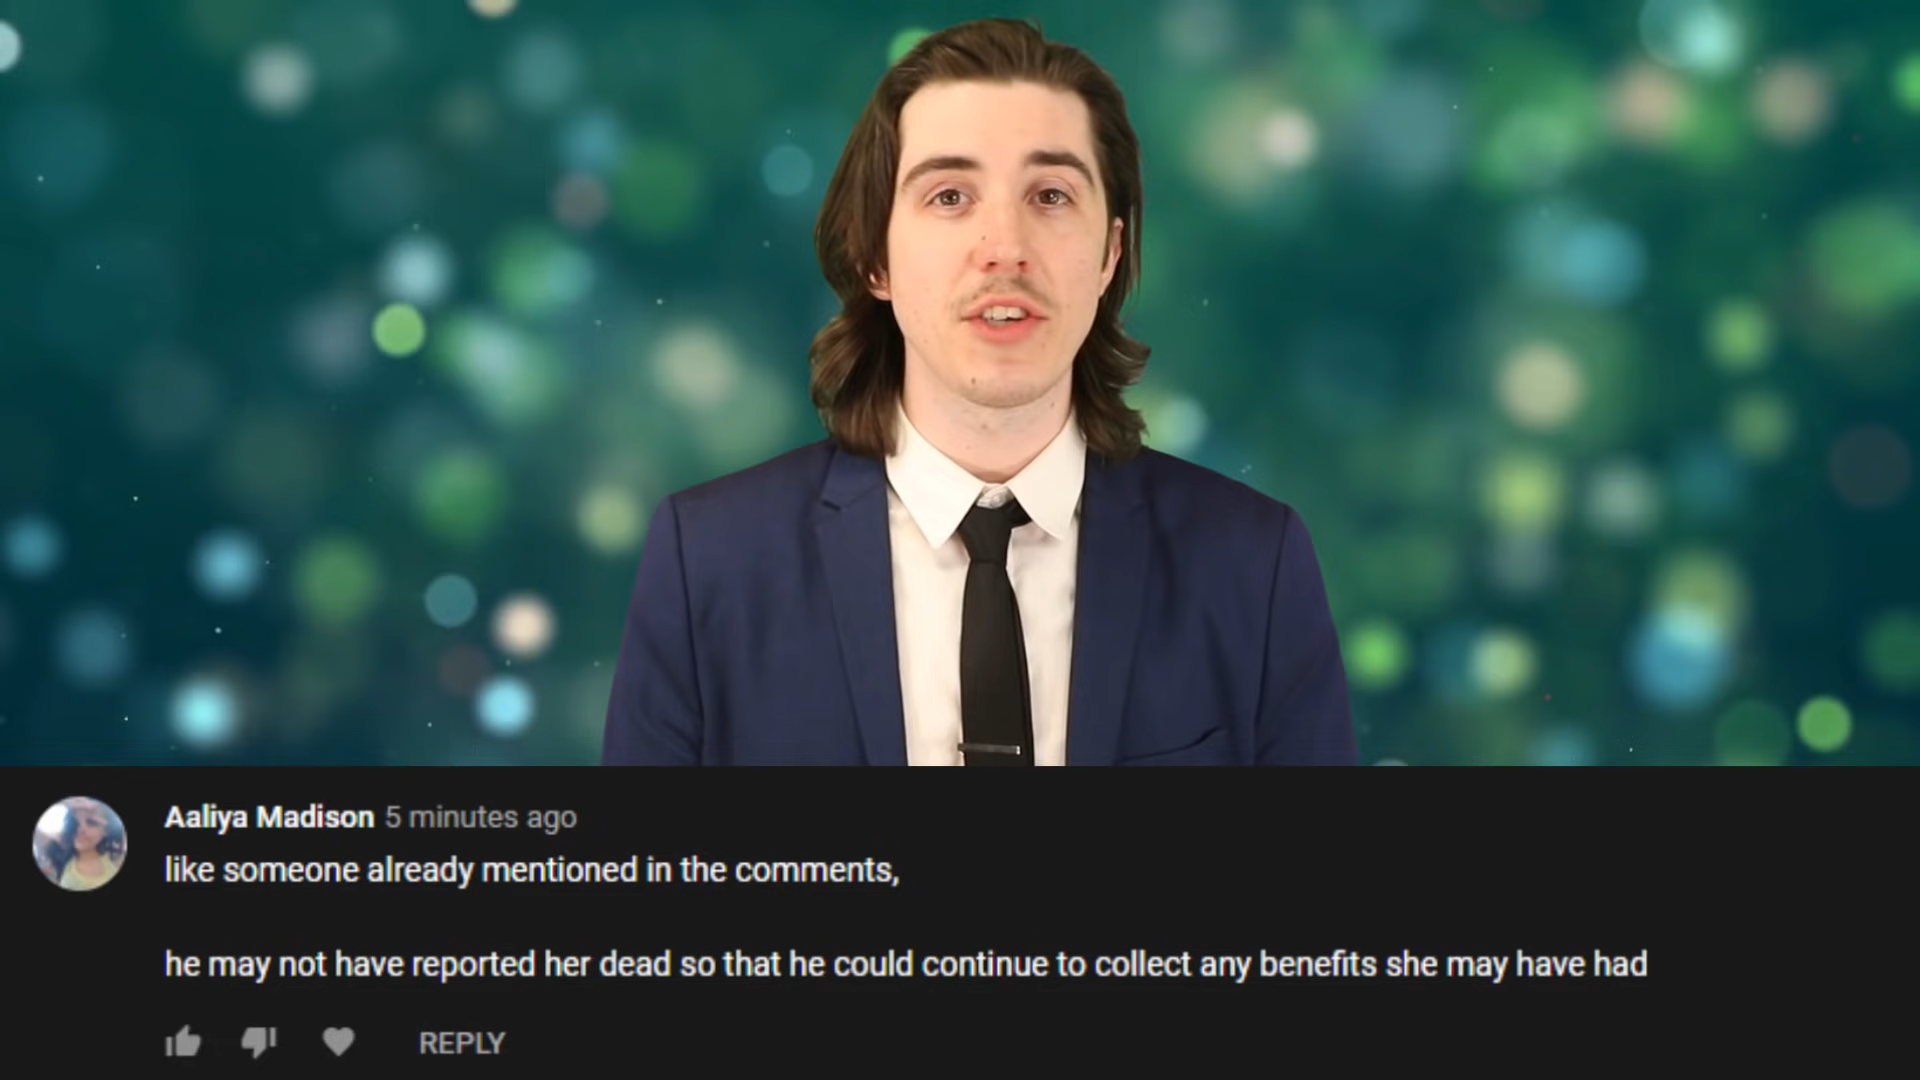 Aaliya Madison 5 minutes ago
like someone already mentioned in the comments,
he may not have reported her dead so that he could continue to collect any benefits she may have had
REPLY